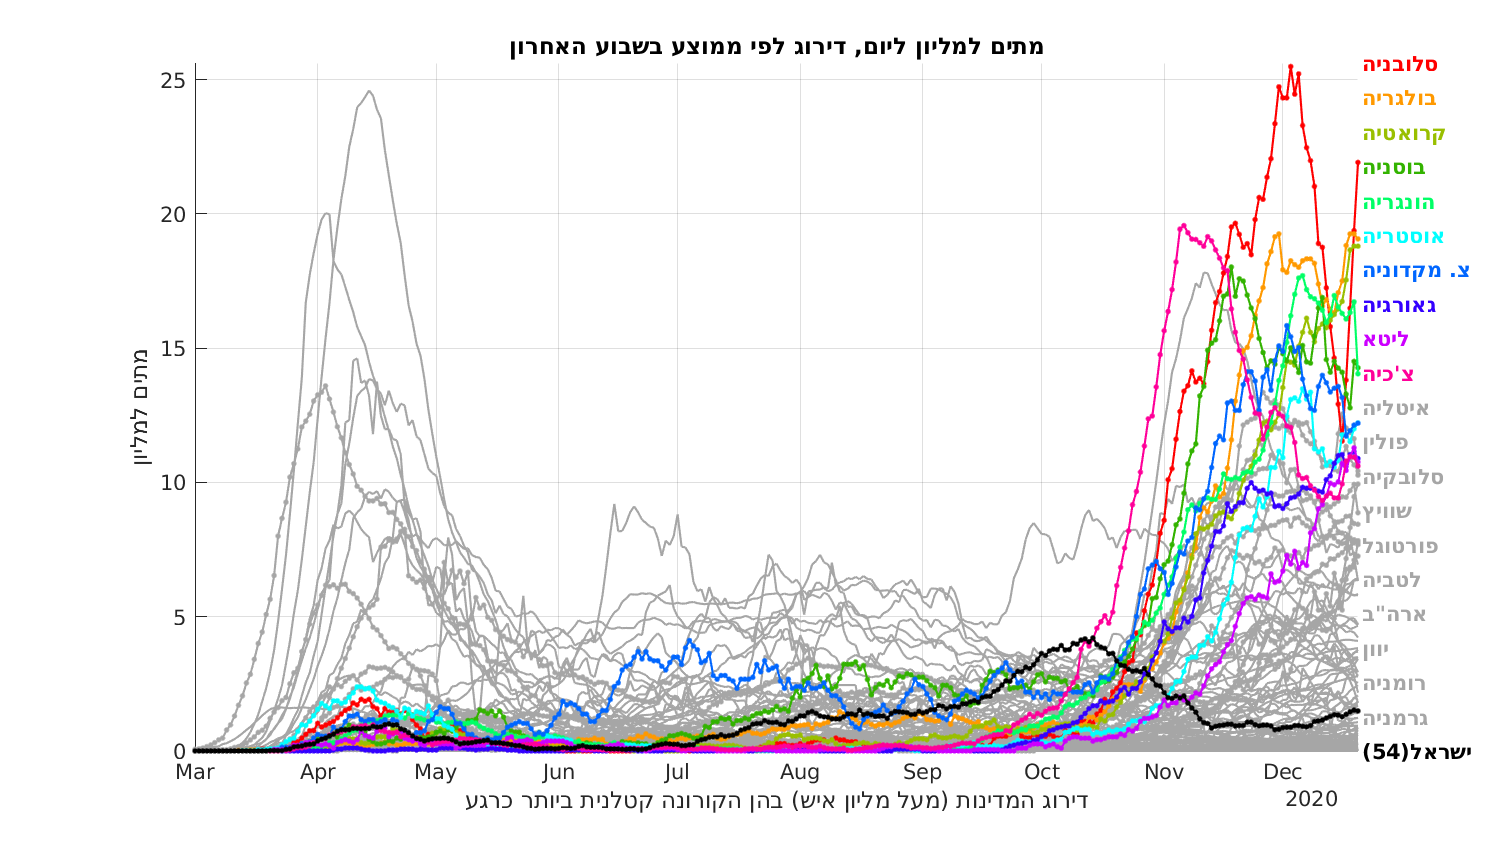 מתים למליון ליום, דירוג לפי ממוצע בשבוע האחרון
מתים למליון
25
20
15
10
5
0
Mar Apr May Jun Jul Aug Sep Oct Nov Dec
2020
דירוג המדינות (מעל מליון איש) בהן הקורונה קטלנית ביותר כרגע
סלובניה
בולגריה
קרואטיה
בוסניה
הונגריה
אוסטריה
צ. מקדוניה
גאורגיה
ליטא
צ'כיה
איטליה
פולין
סלובקיה
שוויץ
פורטוגל
לטביה
ארה"ב
יוון
רומניה
גרמניה
ישראל(54)